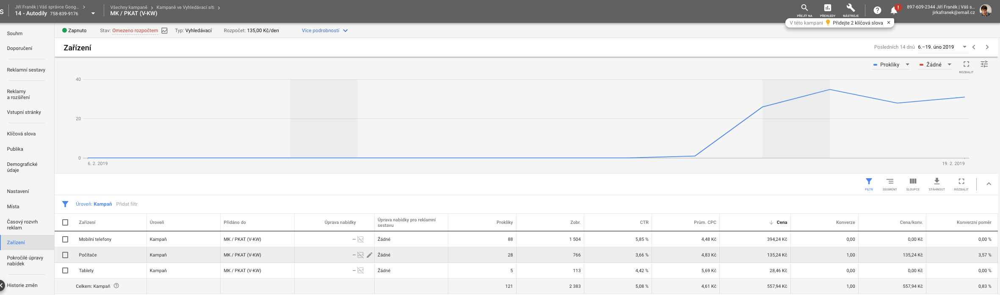 S
Jiří Franěk | Váš správce Goog... >
14 - Autodily 758-839-9176
Všechny kampaně > Kampaně ve Vyhledávací síti >
MK / PKAT (V-KW)
PŘEJÍT NA
PŘEHLEDY
NÁSTROJE
?
!
897-609-2344 Jiří Franěk | Váš s...
jirkafranek@email.cz
V této kampani Přidejte 2 klíčová slova ×
Souhrn
Doporučení
Reklamní sestavy
Reklamy
a rozšíření
Vstupní stránky
Klíčová slova
Publika
Demografické
údaje
Nastavení
Místa
Časový rozvrh
reklam
Zařízení
Pokročilé úpravy
nabídek
Historie změn
Zapnuto Stav: Omezeno rozpočtem Typ: Vyhledávací Rozpočet: 135,00 Kč/den Více podrobností
Zařízení
Posledních 14 dnů 6.–19. úno 2019
Prokliky Žádné
ROZBALIT
40
20
0
6. 2. 2019 19. 2. 2019
FILTR SEGMENT SLOUPCE STÁHNOUT ROZBALIT
Úroveň: Kampaň Přidat filtr
Zařízení Úroveň Přidáno do Úprava nabídky Úprava nabídky pro reklamní sestavu Prokliky Zobr. CTR Prům. CPC Cena Konverze Cena/konv. Konverzní poměr
Mobilní telefony Kampaň MK / PKAT (V-KW) – Žádné 88 1 504 5,85 % 4,48 Kč 394,24 Kč 0,00 0,00 Kč 0,00 %
Počítače Kampaň MK / PKAT (V-KW) – Žádné 28 766 3,66 % 4,83 Kč 135,24 Kč 1,00 135,24 Kč 3,57 %
Tablety Kampaň MK / PKAT (V-KW) – Žádné 5 113 4,42 % 5,69 Kč 28,46 Kč 0,00 0,00 Kč 0,00 %
Celkem: Kampaň ? 121 2 383 5,08 % 4,61 Kč 557,94 Kč 1,00 557,94 Kč 0,83 %